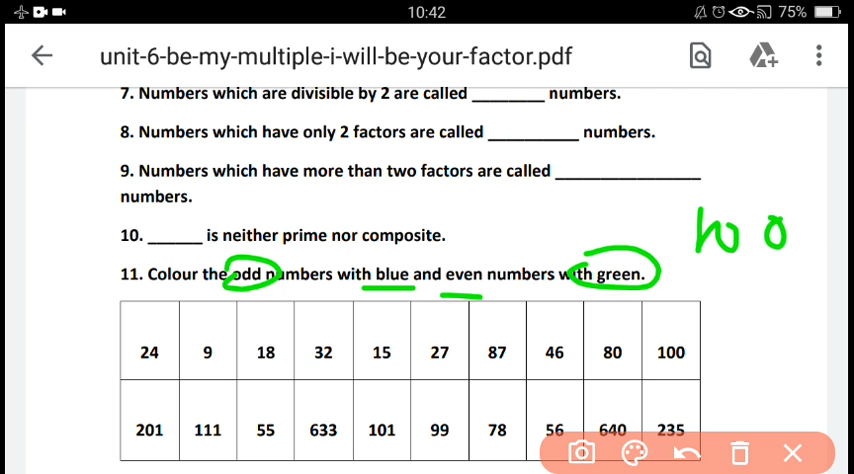 10:42 75%
unit-6-be-my-multiple-i-will-be-your-factor.pdf
7. Numbers which are divisible by 2 are called ________ numbers.
8. Numbers which have only 2 factors are called __________ numbers.
9. Numbers which have more than two factors are called ________________
numbers.
10. ______ is neither prime nor composite.
11. Colour the odd numbers with blue and even numbers with green.
24 9 18 32 15 27 87 46 80 100
201 111 55 633 101 99 78 56 640 235